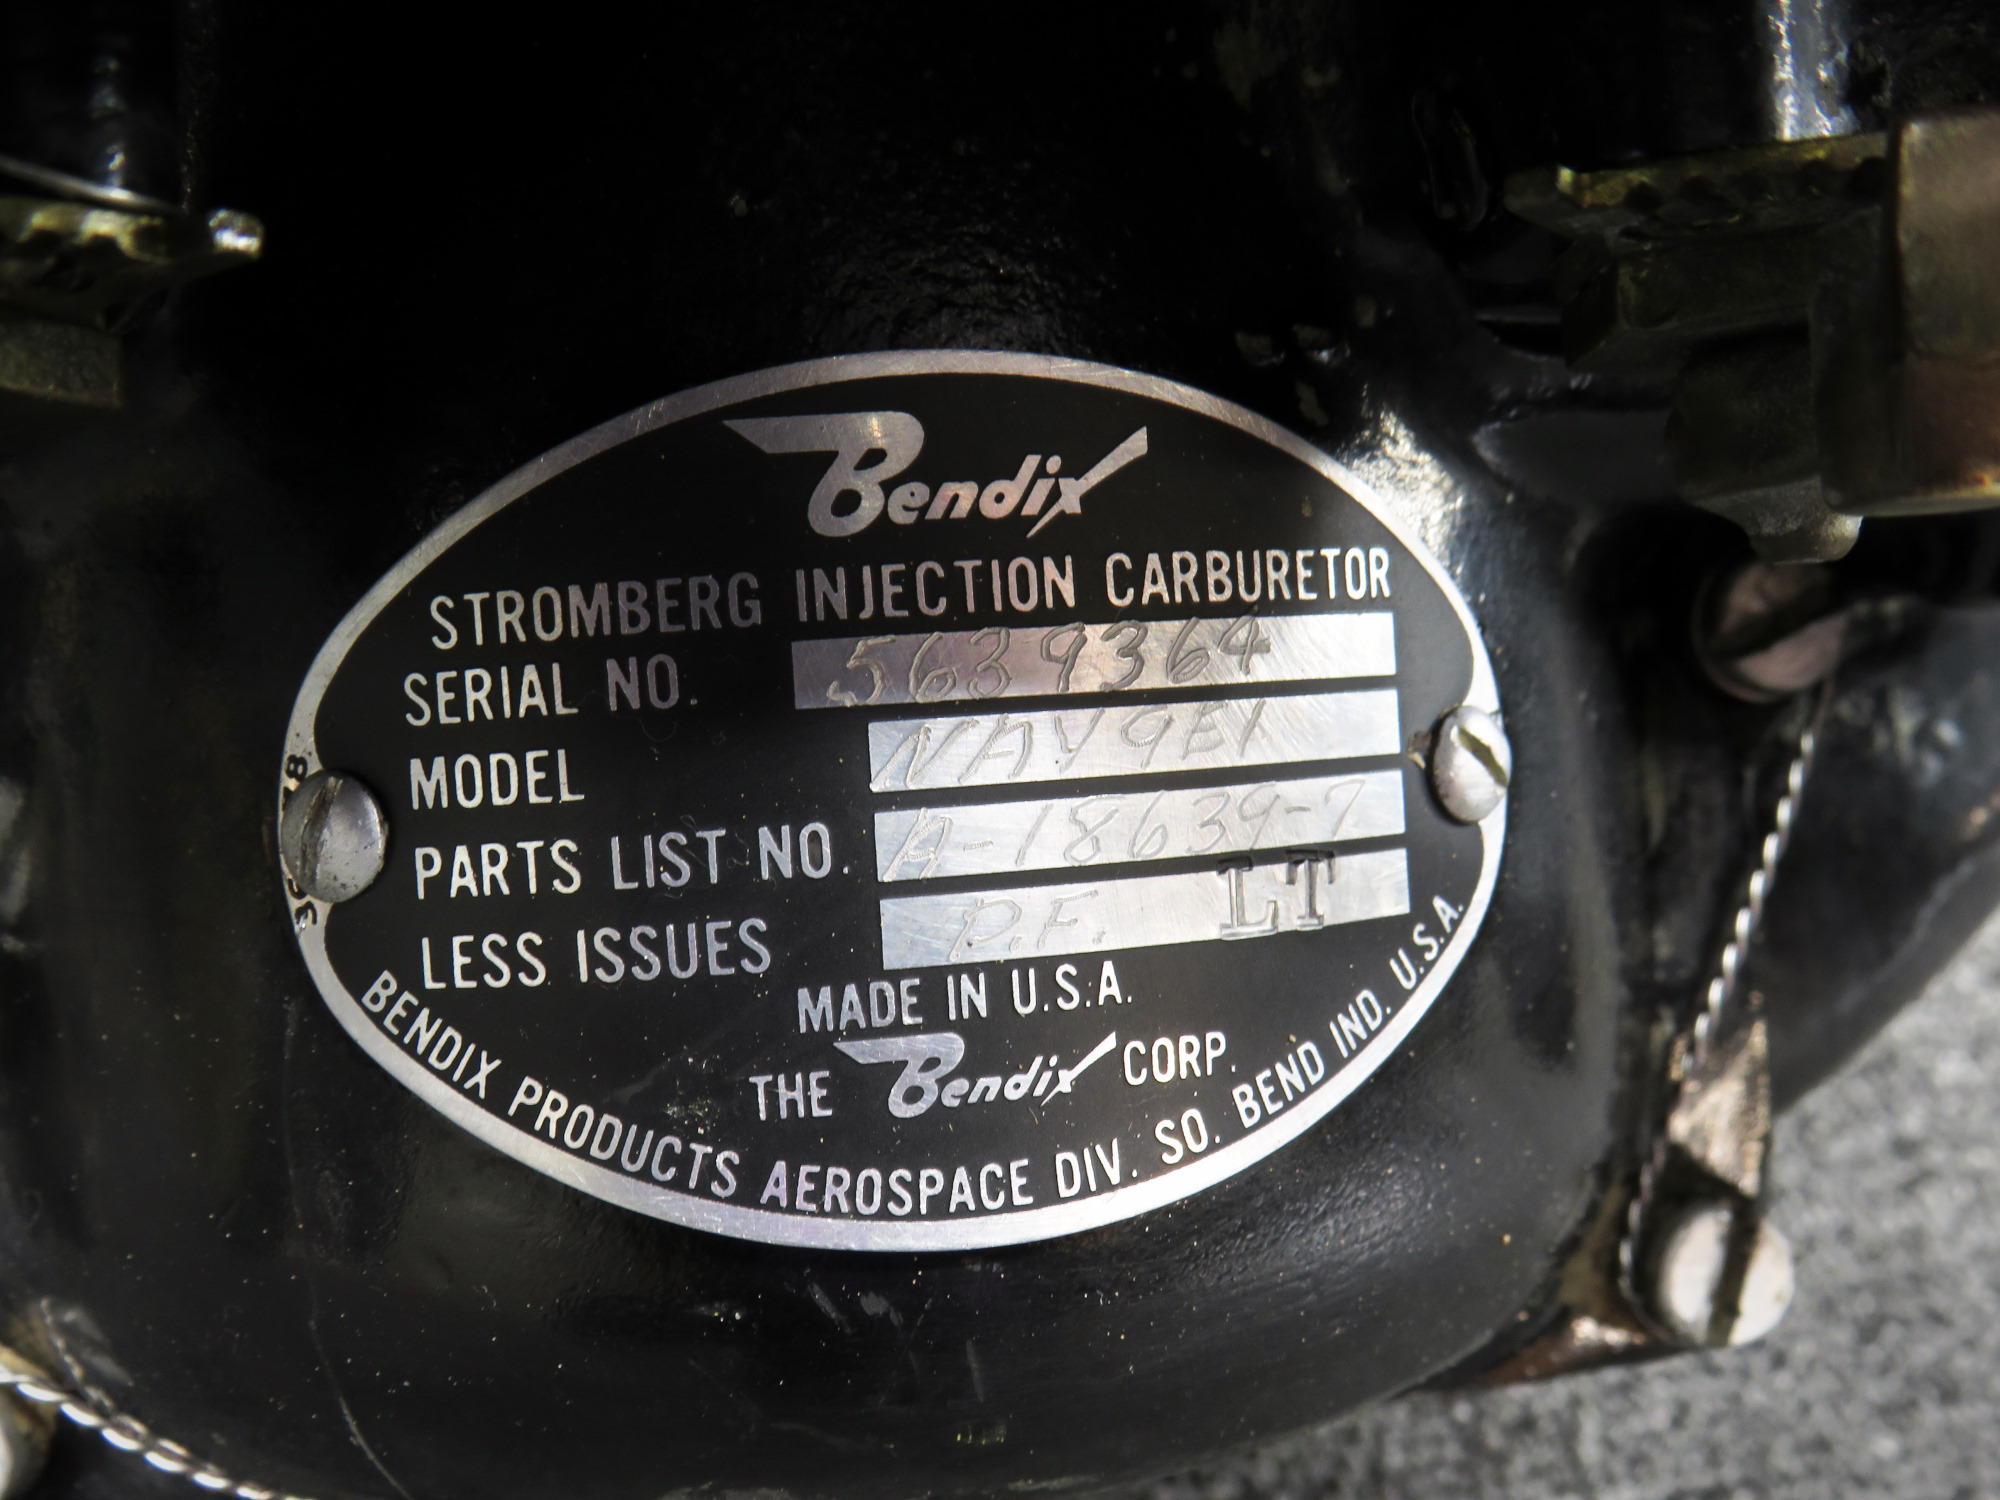 Bendix
STROMBERG INJECTION CARBURETOR
SERIAL NO. 5639364
MODEL NAY9E1
PARTS LIST NO. A-18639-7
LESS ISSUES P.F. LT
MADE IN U.S.A.
THE Bendix CORP.
BENDIX PRODUCTS AEROSPACE DIV. SO. BEND IND. U.S.A.